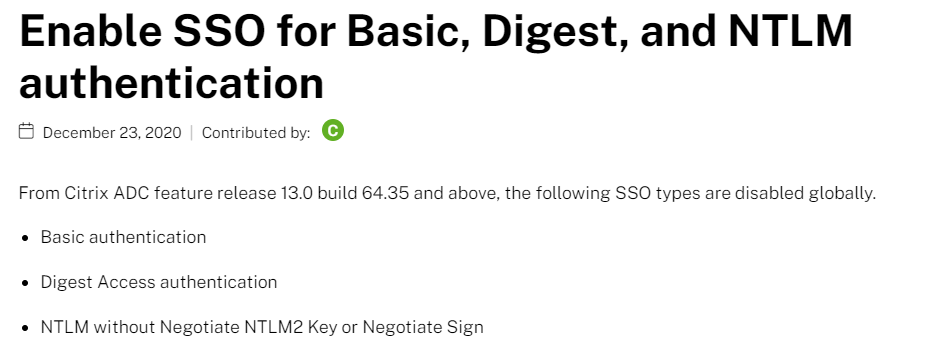 Enable SSO for Basic, Digest, and NTLM
authentication
December 23, 2020 | Contributed by: C
From Citrix ADC feature release 13.0 build 64.35 and above, the following SSO types are disabled globally.
• Basic authentication
• Digest Access authentication
• NTLM without Negotiate NTLM2 Key or Negotiate Sign